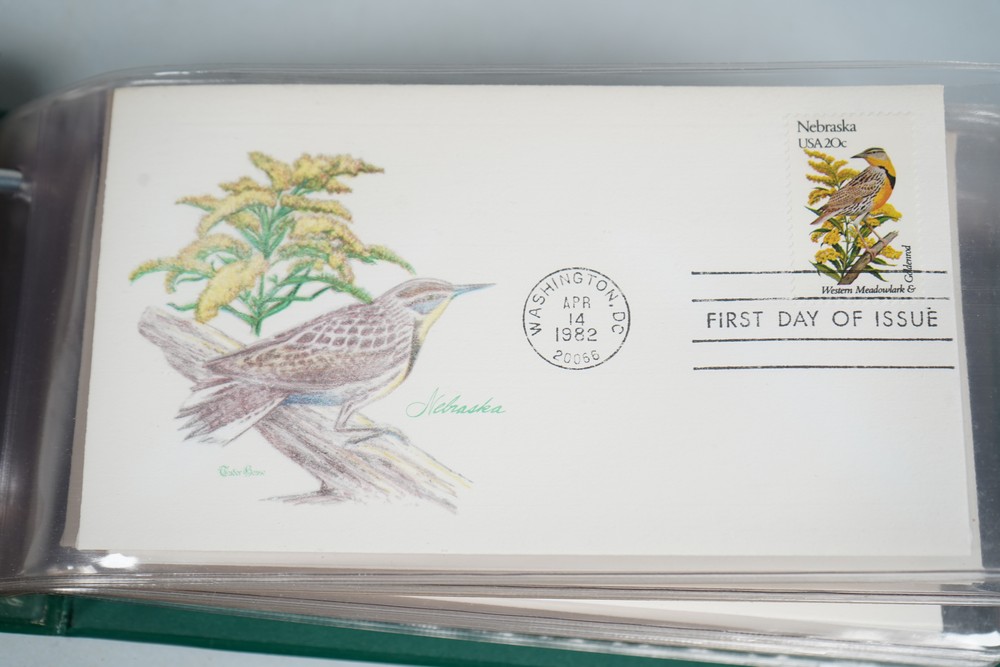 Nebraska
USA 20c
Western Meadowlark &
Goldenrod
WASHINGTON, DC
APR
14
1982
20066
FIRST DAY OF ISSUE
Nebraska